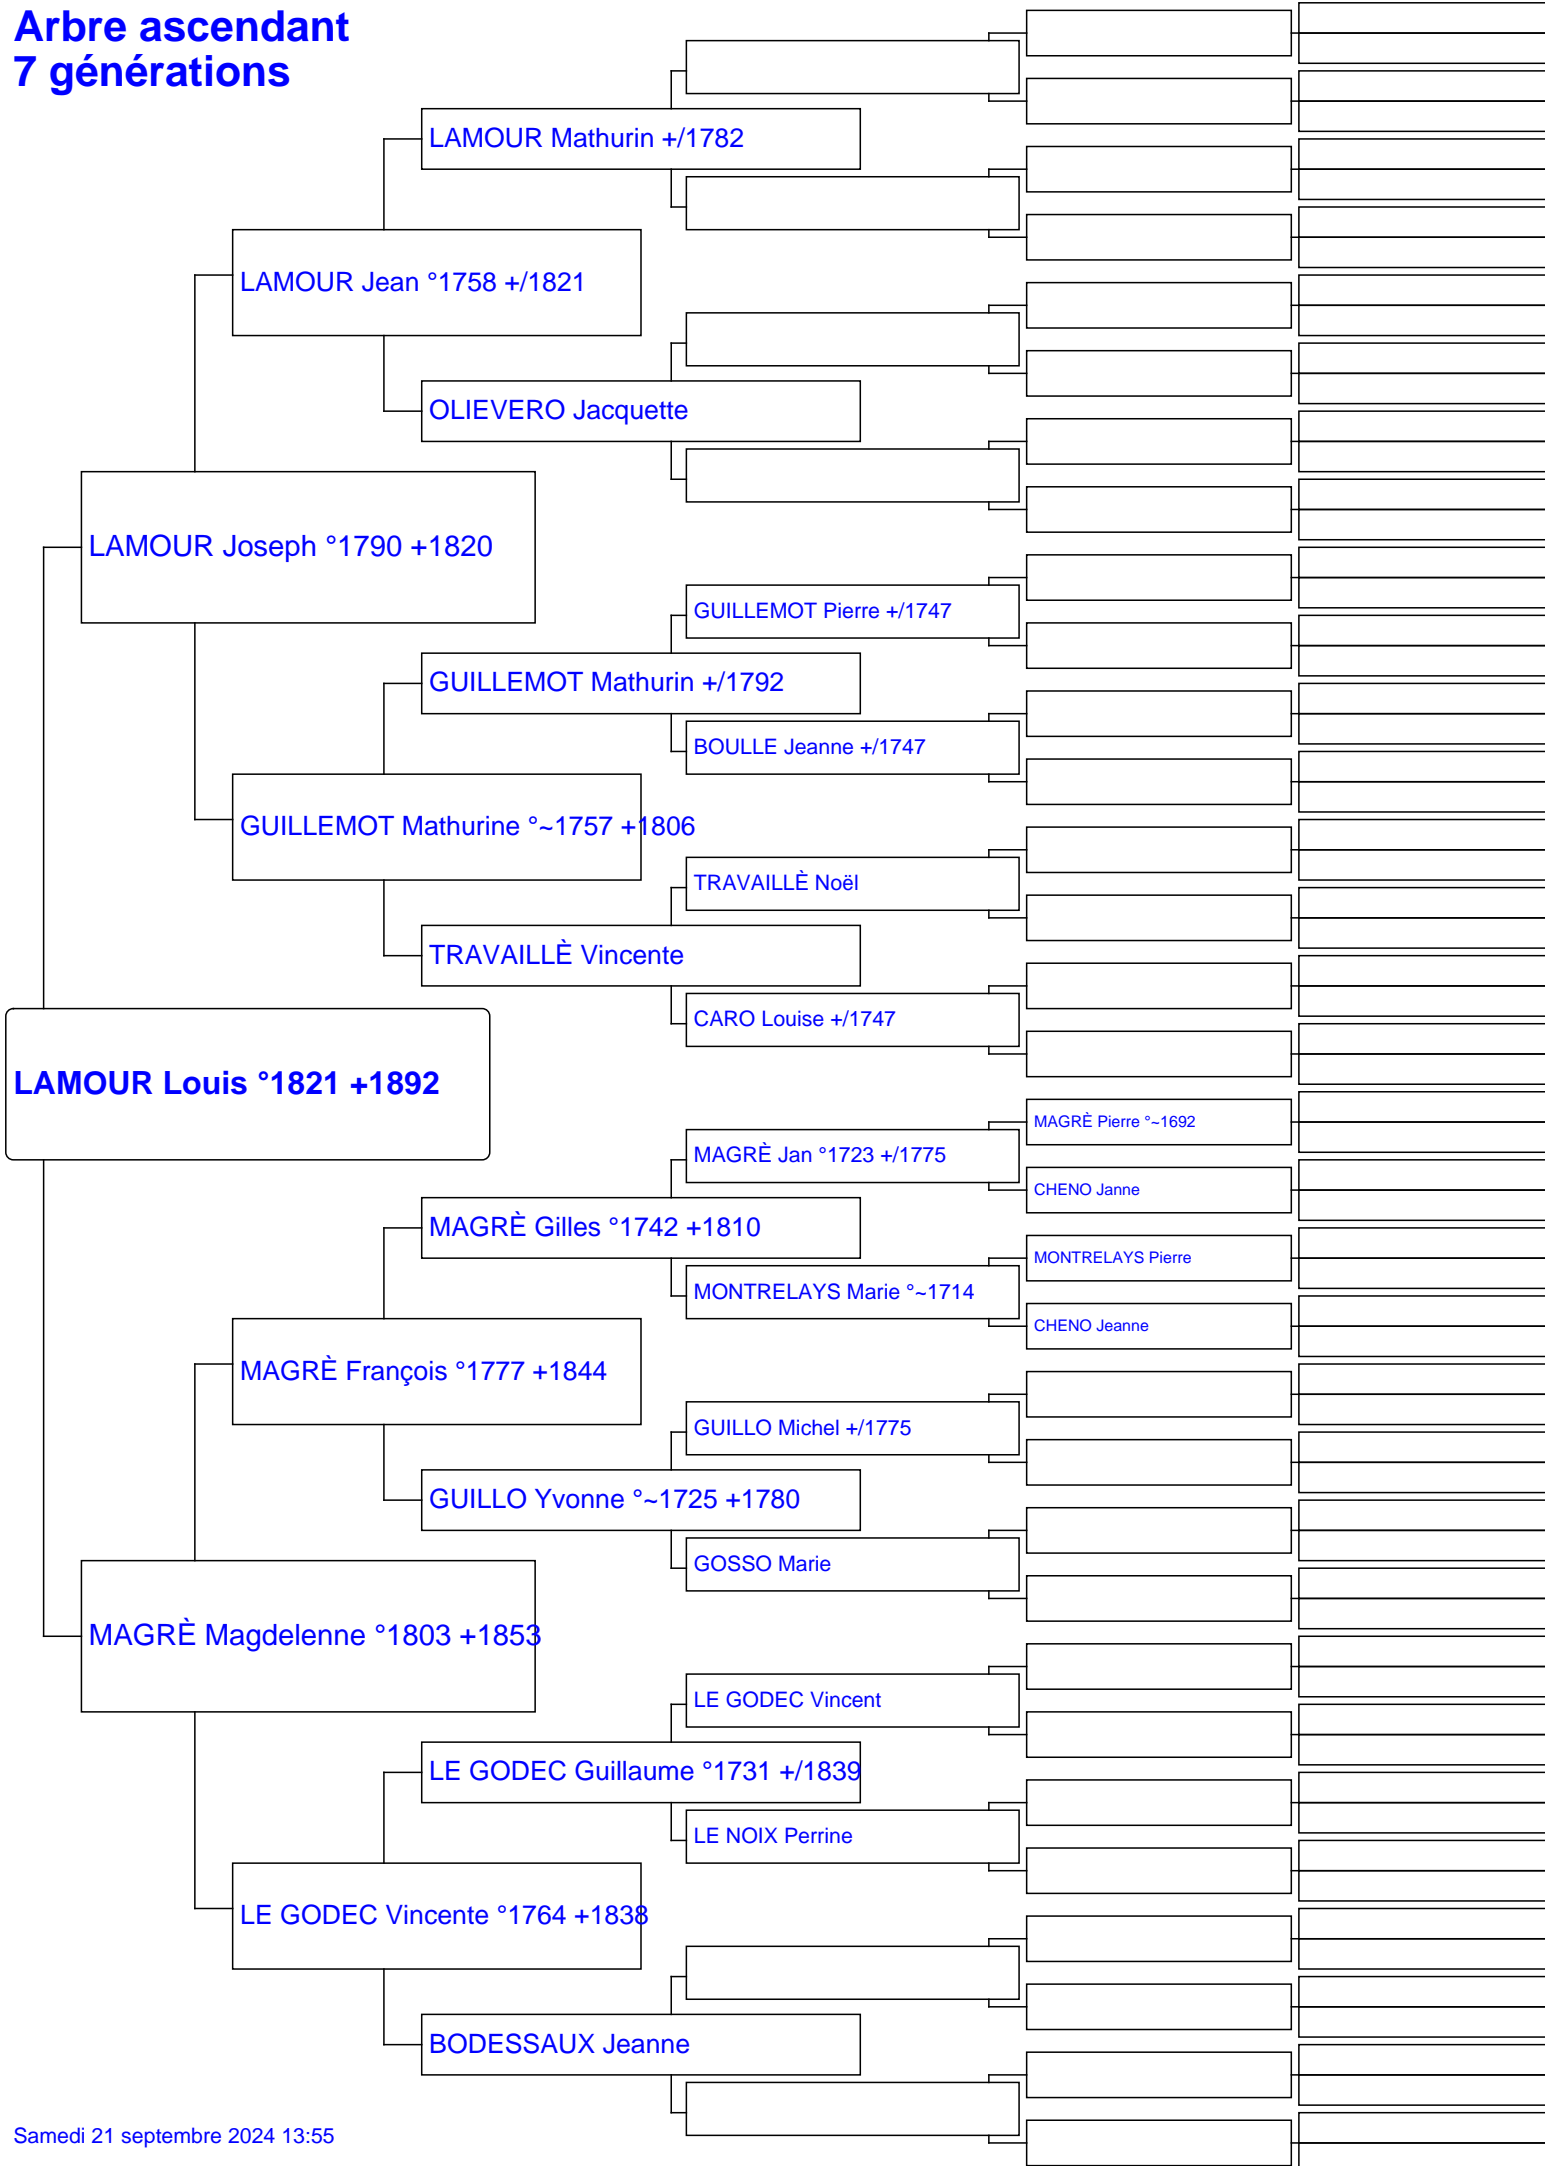 Arbre ascendant
7 générations
LAMOUR Mathurin +/1782
LAMOUR Jean °1758 +/1821
OLIEVERO Jacquette
LAMOUR Joseph °1790 +1820
GUILLEMOT Pierre +/1747
GUILLEMOT Mathurin +/1792
BOULLE Jeanne +/1747
GUILLEMOT Mathurine °~1757 +1806
TRAVAILLÈ Noël
TRAVAILLÈ Vincente
CARO Louise +/1747
LAMOUR Louis °1821 +1892
MAGRÈ Pierre °~1692
MAGRÈ Jan °1723 +/1775
CHENO Janne
MAGRÈ Gilles °1742 +1810
MONTRELAYS Pierre
MONTRELAYS Marie °~1714
CHENO Jeanne
MAGRÈ François °1777 +1844
GUILLO Michel +/1775
GUILLO Yvonne °~1725 +1780
GOSSO Marie
MAGRÈ Magdelenne °1803 +1853
LE GODEC Vincent
LE GODEC Guillaume °1731 +/1839
LE NOIX Perrine
LE GODEC Vincente °1764 +1838
BODESSAUX Jeanne
Samedi 21 septembre 2024 13:55